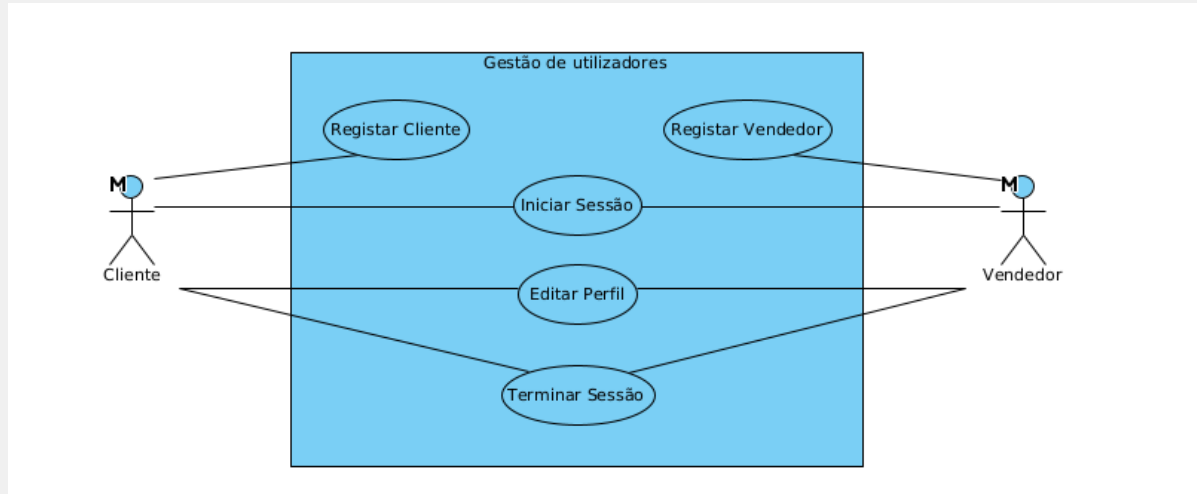 Gestão de utilizadores
Registar Cliente
Registar Vendedor
M
M
Iniciar Sessão
Cliente
Vendedor
Editar Perfil
Terminar Sessão